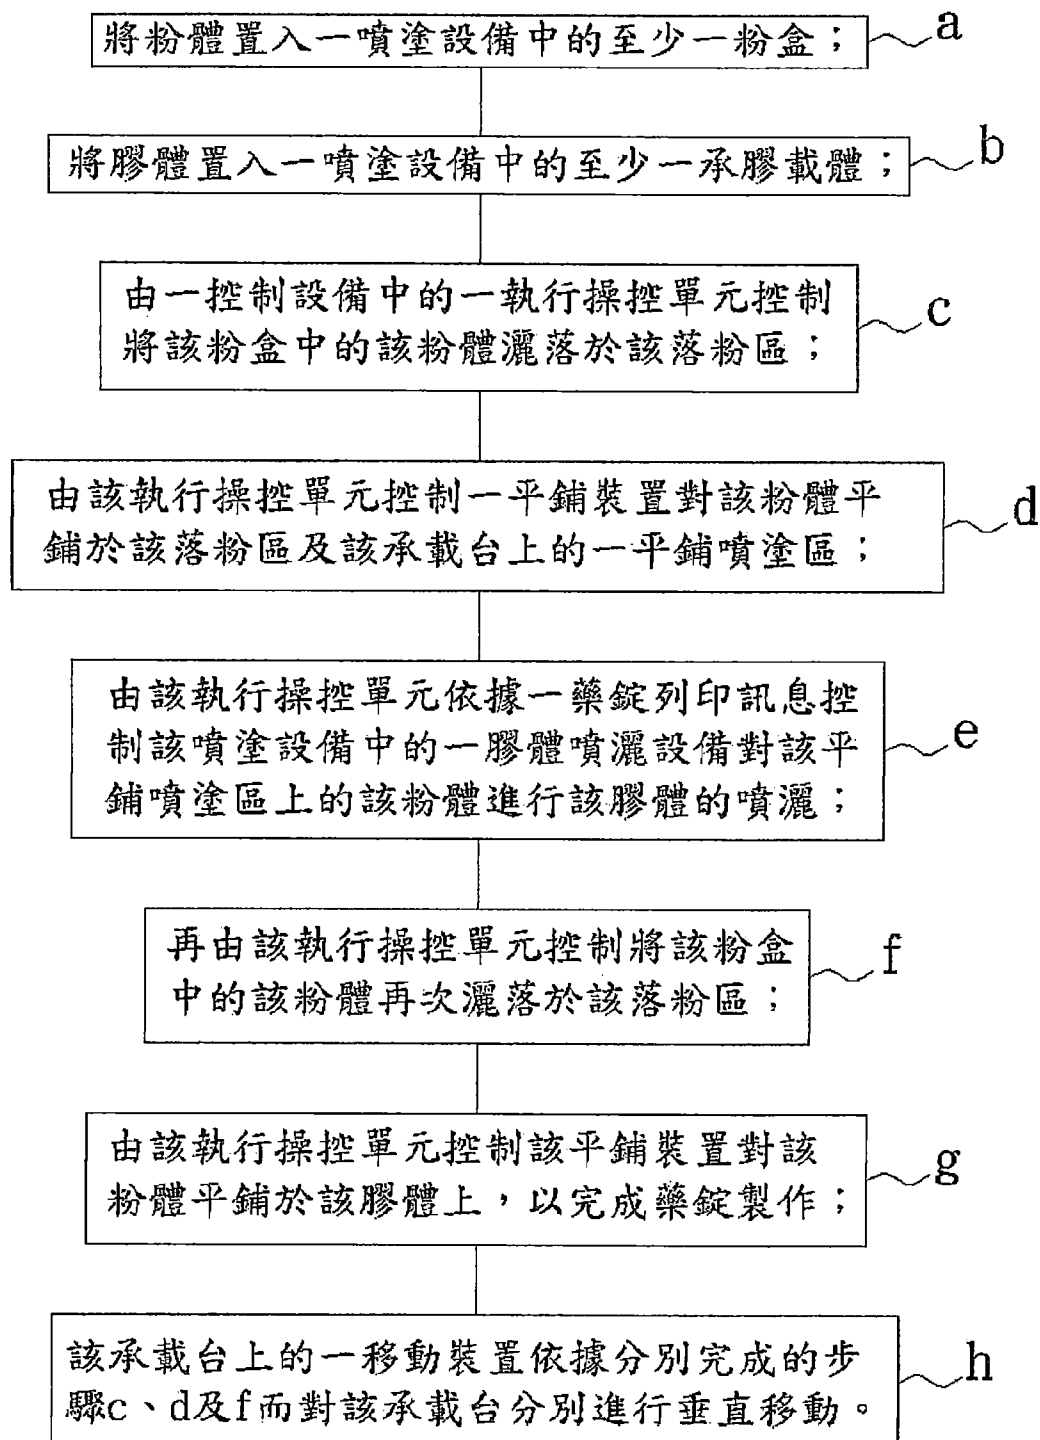 將粉體置入一噴塗設備中的至少一粉盒；
a
將膠體置入一噴塗設備中的至少一承膠載體；
b
由一控制設備中的一執行操控單元控制
將該粉盒中的該粉體灑落於該落粉區；
c
由該執行操控單元控制一平鋪裝置對該粉體平
鋪於該落粉區及該承載台上的一平鋪噴塗區；
d
由該執行操控單元依據一藥錠列印訊息控
制該噴塗設備中的一膠體噴灑設備對該平
鋪噴塗區上的該粉體進行該膠體的噴灑；
e
再由該執行操控單元控制將該粉盒
中的該粉體再次灑落於該落粉區；
f
由該執行操控單元控制該平鋪裝置對該
粉體平鋪於該膠體上，以完成藥錠製作；
g
該承載台上的一移動裝置依據分別完成的步
驟c、d及f而對該承載台分別進行垂直移動。
h